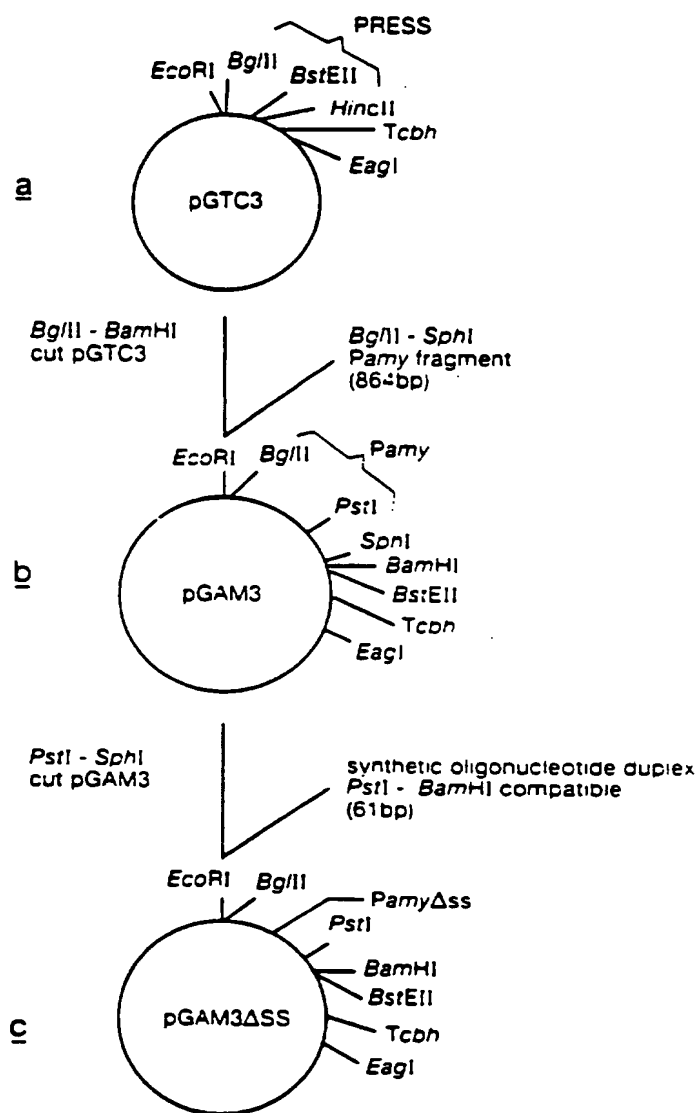 PRESS
EcoRI
BglII
BstEII
HincII
Tcbh
EagI
a
pGTC3
BglII - BamHI
cut pGTC3
BglII - SphI
Pamy fragment
(864bp)
EcoRI
BglII
Pamy
PstI
SphI
BamHI
BstEII
Tcbh
EagI
b
pGAM3
PstI - SphI
cut pGAM3
synthetic oligonucleotide duplex
PstI - BamHI compatible
(61bp)
EcoRI
BglII
PamyΔss
PstI
BamHI
BstEII
Tcbh
EagI
c
pGAM3ΔSS